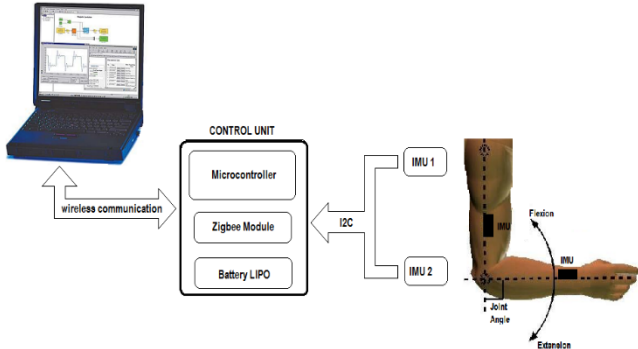 CONTROL UNIT
Microcontroller
Zigbee Module
Battery LIPO
wireless communication
I2C
IMU 1
IMU 2
Flexion
IMU
IMU
Joint
Angle
Extension